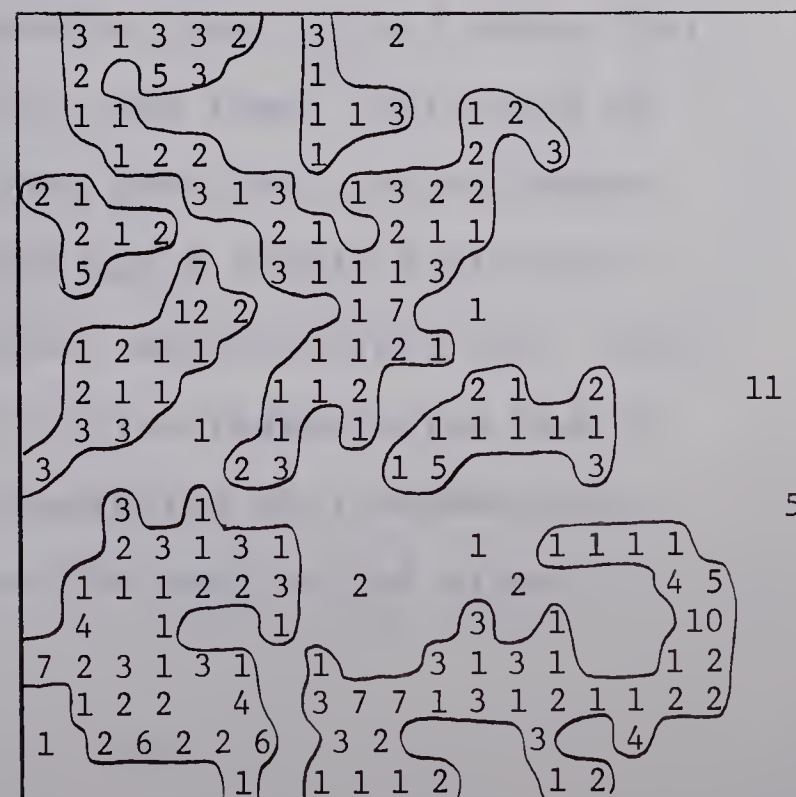 3 1 3 3 2 3 2
2 5 3 1
1 1 1 1 3 1 2
1 2 2 1 2 3
2 1 3 1 3 1 3 2 2
2 1 2 2 1 2 1 1
5 7 3 1 1 1 3
12 2 1 7 1
1 2 1 1 1 1 2 1
2 1 1 1 1 2 2 1 2 11
3 3 1 1 1 1 1 1 1 1
3 2 3 1 5 3
3 1 5
2 3 1 3 1 1 1 1 1 1
1 1 1 2 2 3 2 2 4 5
4 1 1 3 1 10
7 2 3 1 3 1 1 3 1 3 1 1 2
1 2 2 4 3 7 7 1 3 1 2 1 1 2 2
1 2 6 2 2 6 3 2 3 4
1 1 1 1 2 1 2